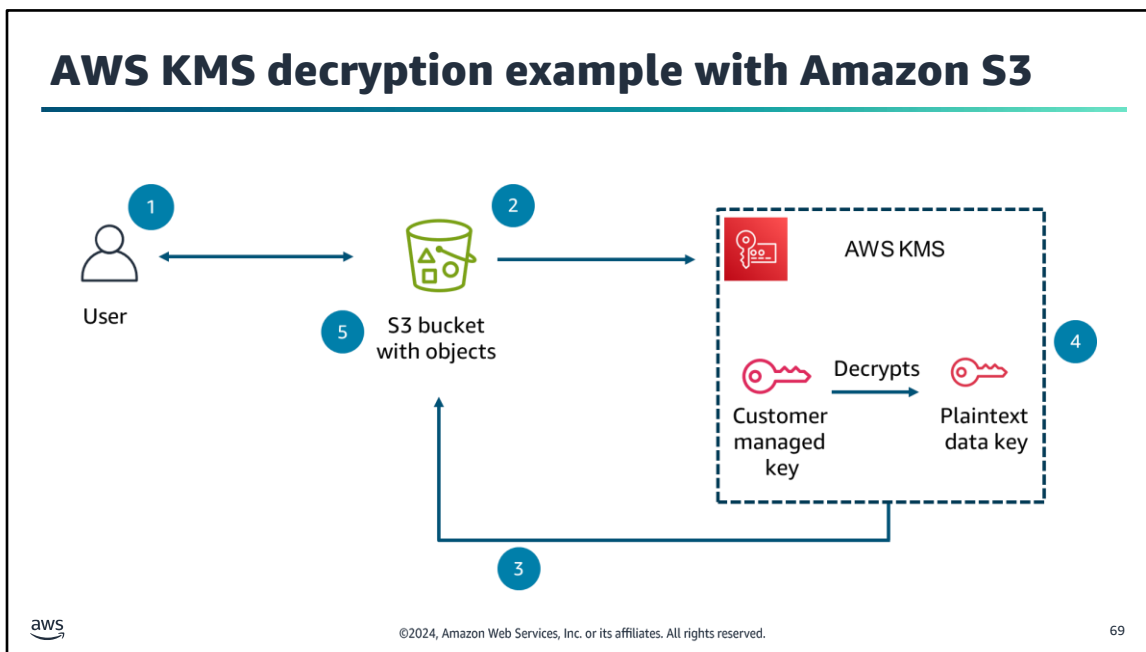 AWS KMS decryption example with Amazon S3
1
2
AWS KMS
User
5
S3 bucket
with objects
4
Decrypts
Customer
managed
key
Plaintext
data key
3
aws
©2024, Amazon Web Services, Inc. or its affiliates. All rights reserved.
69